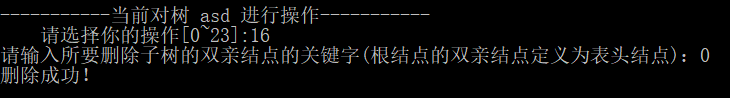 -----------当前对树 asd 进行操作-----------
请选择你的操作[0~23]:16
请输入所要删除子树的双亲结点的关键字(根结点的双亲结点定义为表头结点): 0
删除成功!